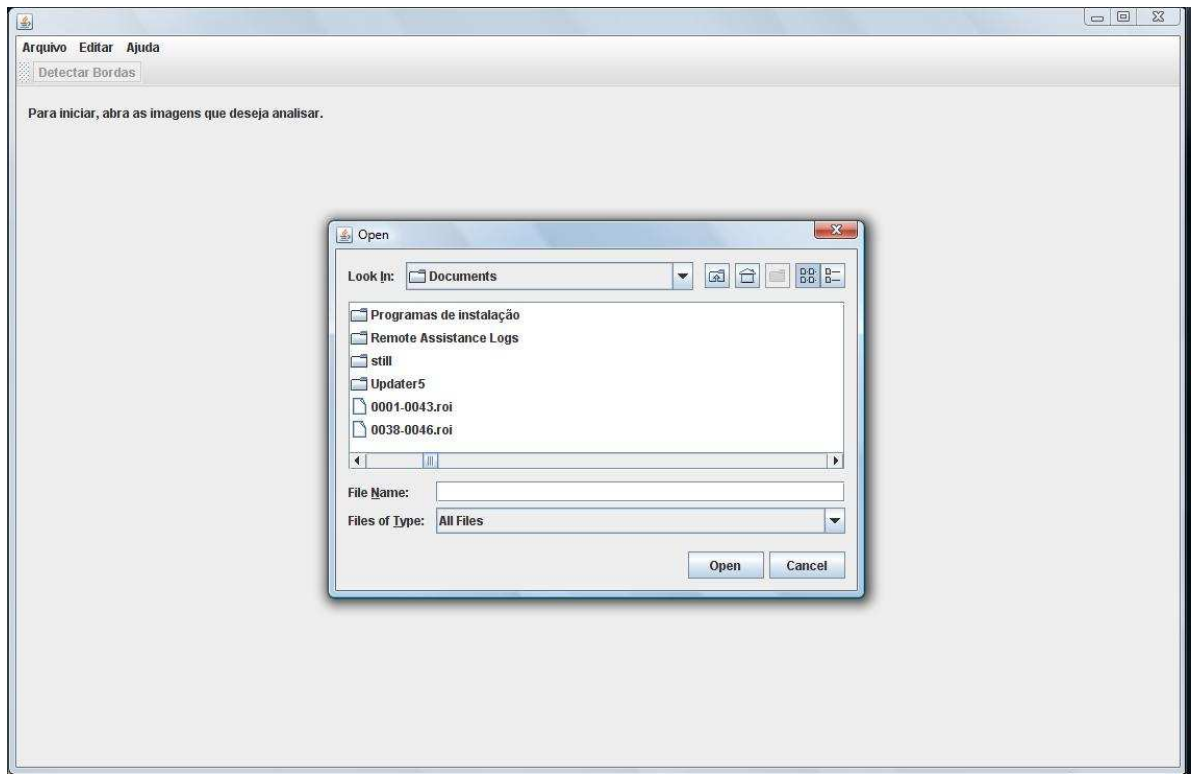 Arquivo Editar Ajuda
Detectar Bordas
Para iniciar, abra as imagens que deseja analisar.
Open
Look In: Documents
Programas de instalação
Remote Assistance Logs
still
Updater5
0001-0043.roi
0038-0046.roi
File Name:
Files of Type: All Files
Open Cancel